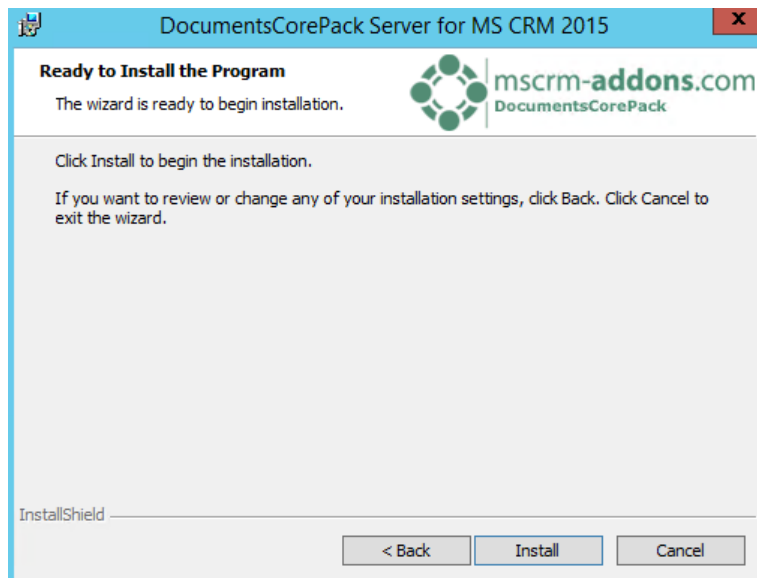 DocumentsCorePack Server for MS CRM 2015
x
Ready to Install the Program
The wizard is ready to begin installation.
mscrm-addons.com
DocumentsCorePack
Click Install to begin the installation.
If you want to review or change any of your installation settings, click Back. Click Cancel to
exit the wizard.
InstallShield
< Back
Install
Cancel